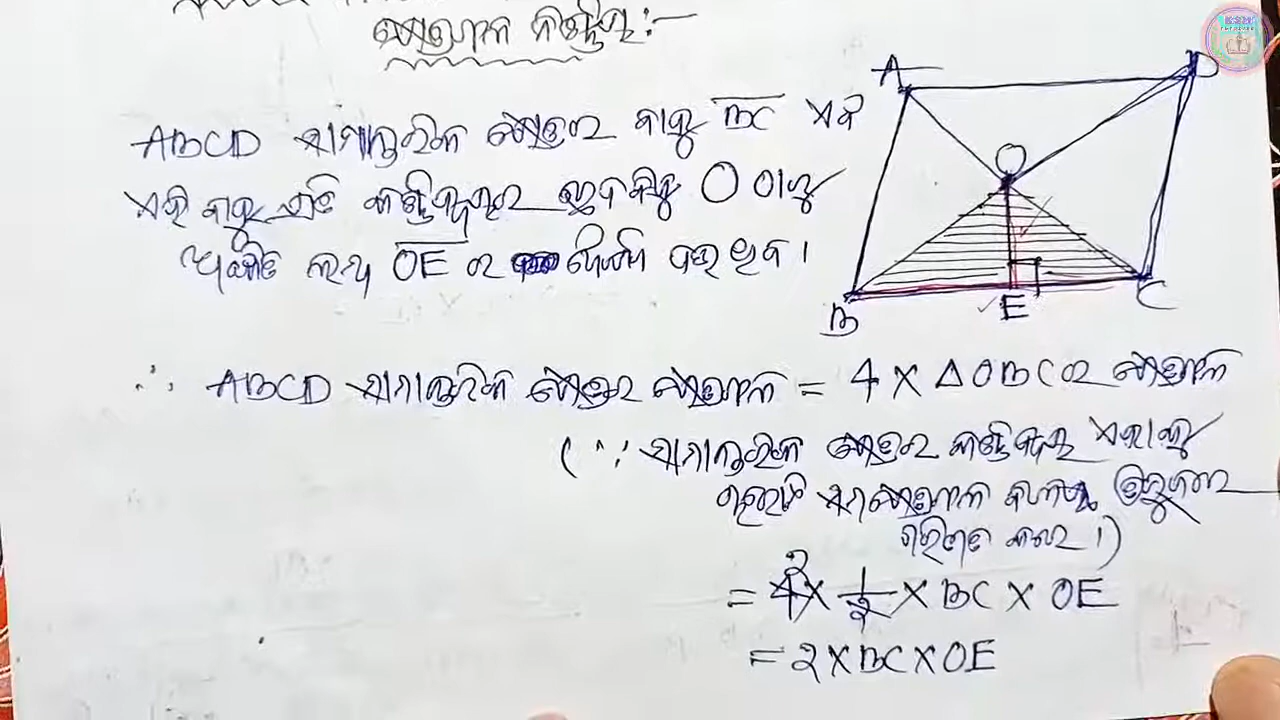 କ୍ଷେତ୍ରଫଳ ନିର୍ଣ୍ଣୟ :-
ABCD ସାମାନ୍ତରିକ କ୍ଷେତ୍ରର ବାହୁ BC ଏବଂ
ଏହି ବାହୁ ପ୍ରତି କର୍ଣ୍ଣଦ୍ୱୟର ଛେଦବିନ୍ଦୁ O ଠାରୁ
ଅଙ୍କିତ ଲମ୍ବ OE ର ଦୈର୍ଘ୍ୟ ଦତ୍ତ ଥିବ ।
A
D
O
B
E
C
∴ ABCD ସାମାନ୍ତରିକ କ୍ଷେତ୍ରର କ୍ଷେତ୍ରଫଳ = 4 × Δ OBC ର କ୍ଷେତ୍ରଫଳ
(∵ ସାମାନ୍ତରିକ କ୍ଷେତ୍ରର କର୍ଣ୍ଣଦ୍ୱୟ ଏହାକୁ
ଚାରୋଟି ସମକ୍ଷେତ୍ରଫଳ ତ୍ରିଭୁଜରେ
ପରିଣତ କରେ ।)
= 4 × 1/2 × BC × OE
= 2 × BC × OE